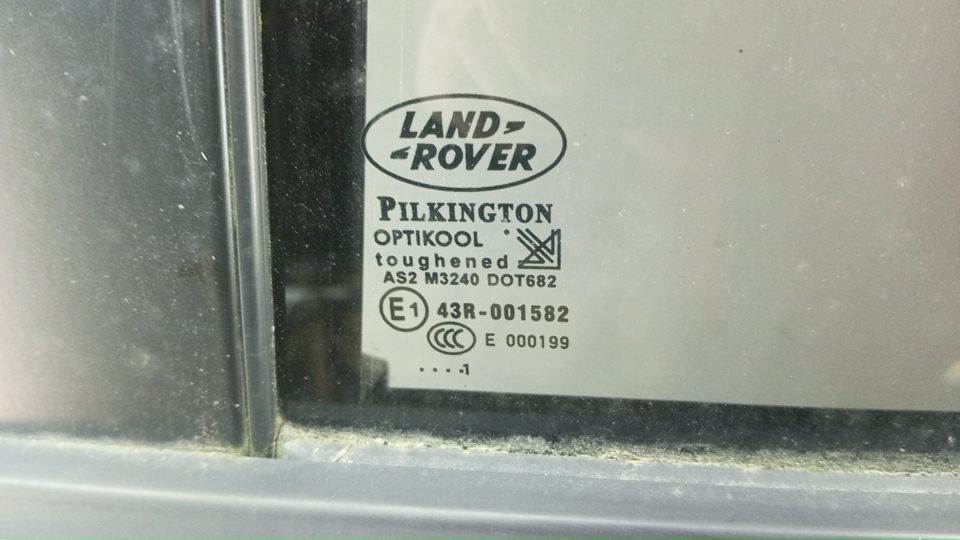 LAND
ROVER
PILKINGTON
OPTIKOOL
toughened
AS2 M3240 DOT682
E1 43R-001582
CCC E 000199
....1